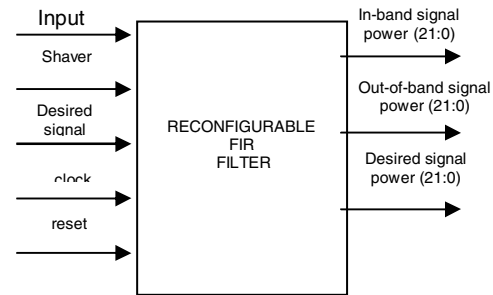 Input
Shaver
Desired
signal
clock
reset
RECONFIGURABLE
FIR
FILTER
In-band signal
power (21:0)
Out-of-band signal
power (21:0)
Desired signal
power (21:0)